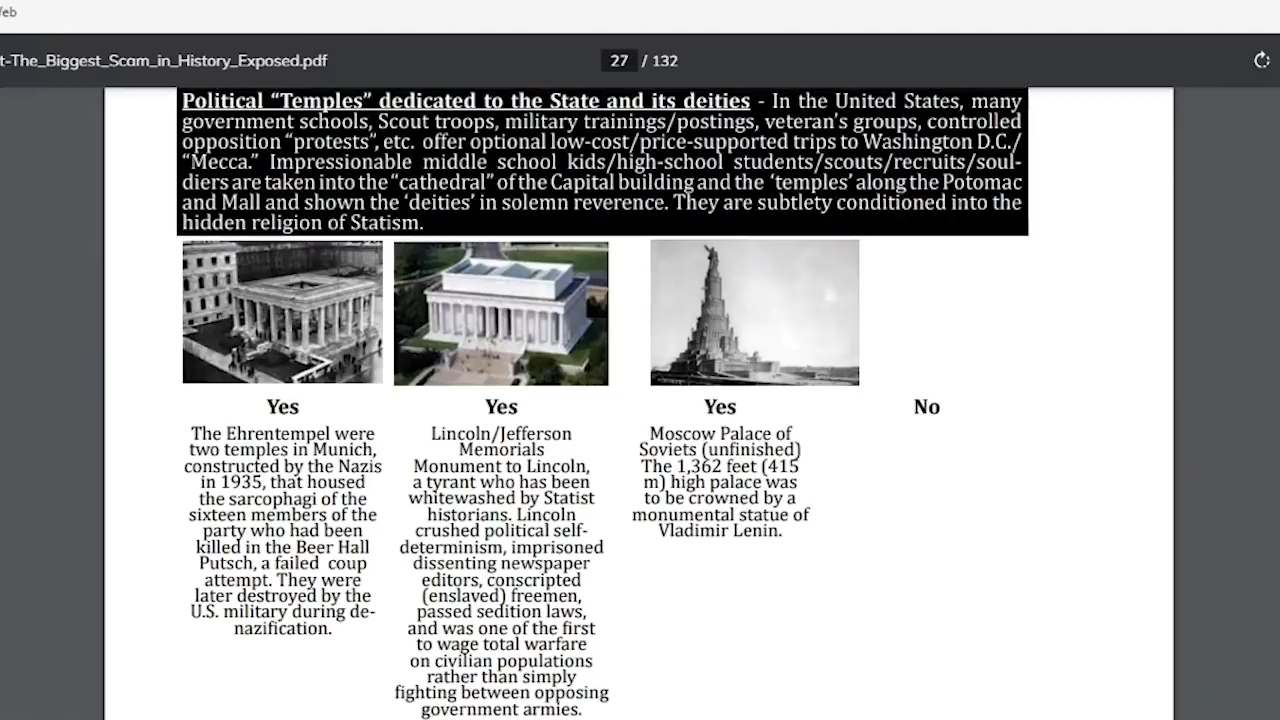 feb
t-The_Biggest_Scam_in_History_Exposed.pdf
27 / 132
Political “Temples” dedicated to the State and its deities - In the United States, many
government schools, Scout troops, military trainings/postings, veteran’s groups, controlled
opposition “protests”, etc. offer optional low-cost/price-supported trips to Washington D.C./
“Mecca.” Impressionable middle school kids/high-school students/scouts/recruits/soul-
diers are taken into the “cathedral” of the Capital building and the ‘temples’ along the Potomac
and Mall and shown the ‘deities’ in solemn reverence. They are subtlety conditioned into the
hidden religion of Statism.
Yes
The Ehrentempel were
two temples in Munich,
constructed by the Nazis
in 1935, that housed
the sarcophagi of the
sixteen members of the
party who had been
killed in the Beer Hall
Putsch, a failed coup
attempt. They were
later destroyed by the
U.S. military during de-
nazification.
Yes
Lincoln/Jefferson
Memorials
Monument to Lincoln,
a tyrant who has been
whitewashed by Statist
historians. Lincoln
crushed political self-
determinism, imprisoned
dissenting newspaper
editors, conscripted
(enslaved) freemen,
passed sedition laws,
and was one of the first
to wage total warfare
on civilian populations
rather than simply
fighting between opposing
government armies.
Yes
Moscow Palace of
Soviets (unfinished)
The 1,362 feet (415
m) high palace was
to be crowned by a
monumental statue of
Vladimir Lenin.
No